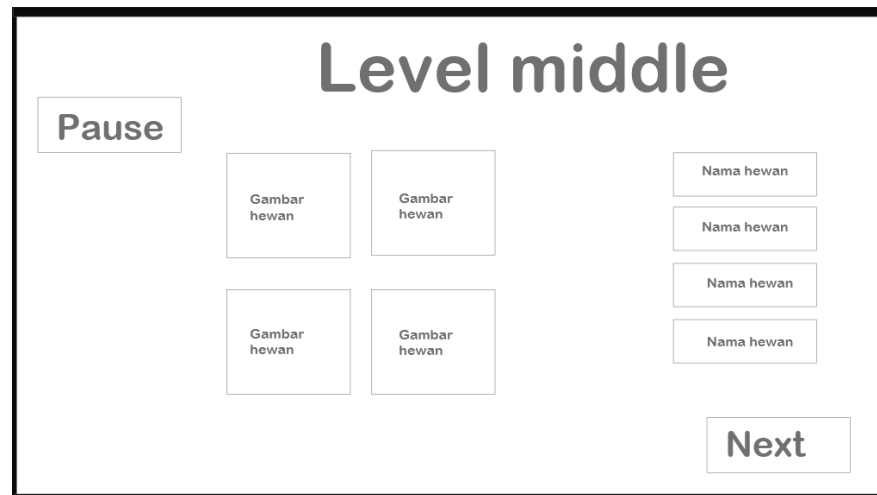 Level middle
Pause
Gambar
hewan
Gambar
hewan
Gambar
hewan
Gambar
hewan
Nama hewan
Nama hewan
Nama hewan
Nama hewan
Next